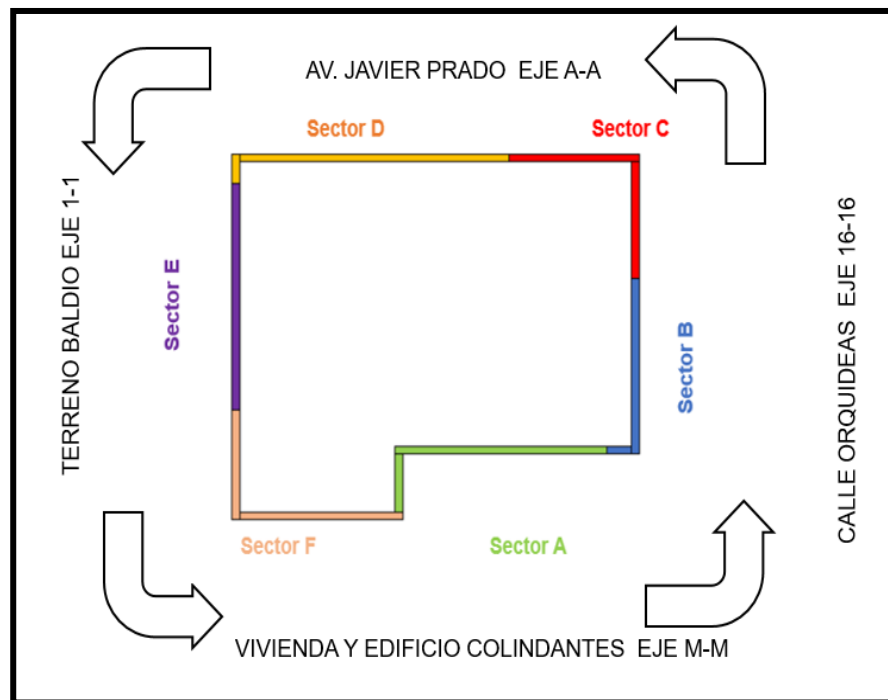 AV. JAVIER PRADO EJE A-A
Sector D
Sector C
TERRENO BALDIO EJE 1-1
Sector E
Sector B
CALLE ORQUIDEAS EJE 16-16
Sector F
Sector A
VIVIENDA Y EDIFICIO COLINDANTES EJE M-M